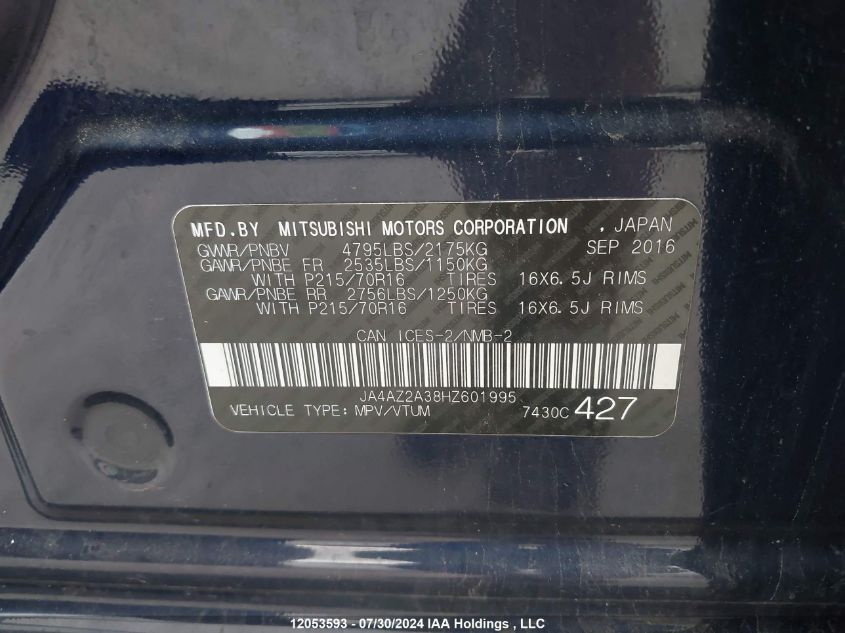 MFD.BY MITSUBISHI MOTORS CORPORATION , JAPAN
GVWR/PNBV 4795LBS/2175KG SEP 2016
GAWR/PNBE FR 2535LBS/1150KG
WITH P215/70R16 TIRES 16X6.5J RIMS
GAWR/PNBE RR 2756LBS/1250KG
WITH P215/70R16 TIRES 16X6.5J RIMS
CAN ICES-2/NMB-2
JA4AZ2A38HZ601995
VEHICLE TYPE: MPV/VTUM 7430C 427
12053593 - 07/30/2024 IAA Holdings , LLC